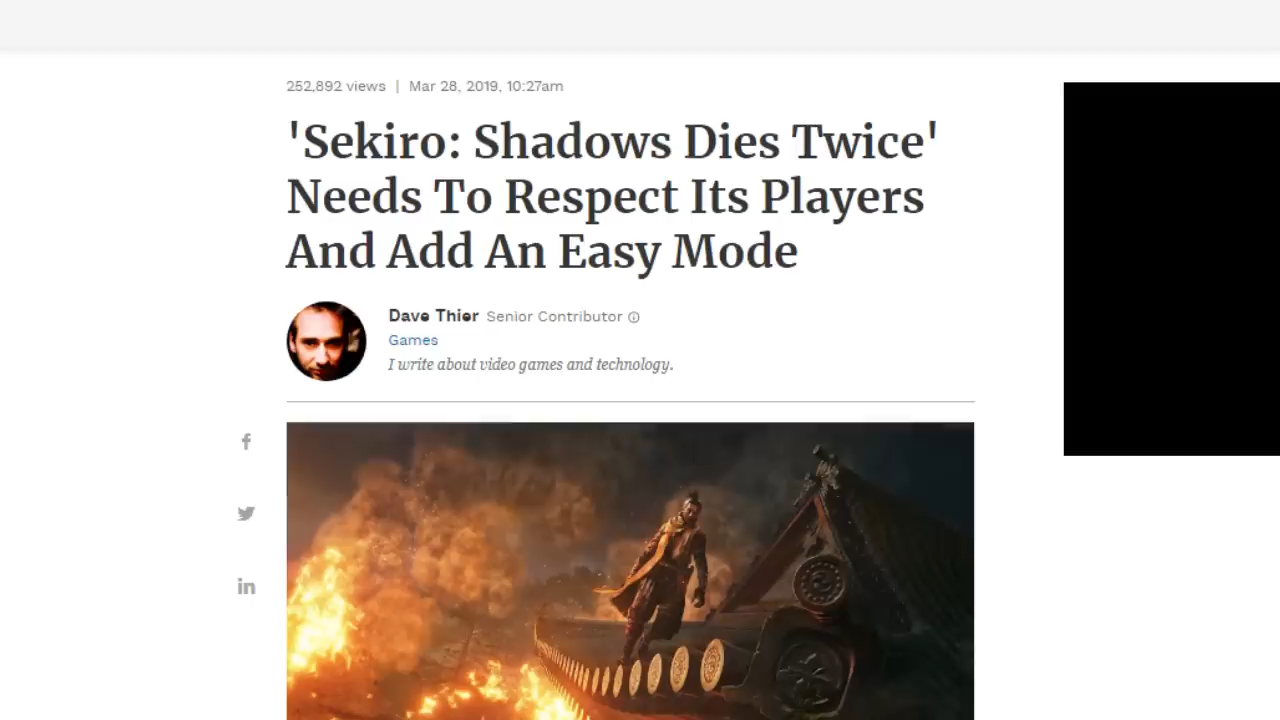 252,892 views | Mar 28, 2019, 10:27am
'Sekiro: Shadows Dies Twice'
Needs To Respect Its Players
And Add An Easy Mode
Dave Thier Senior Contributor
Games
I write about video games and technology.